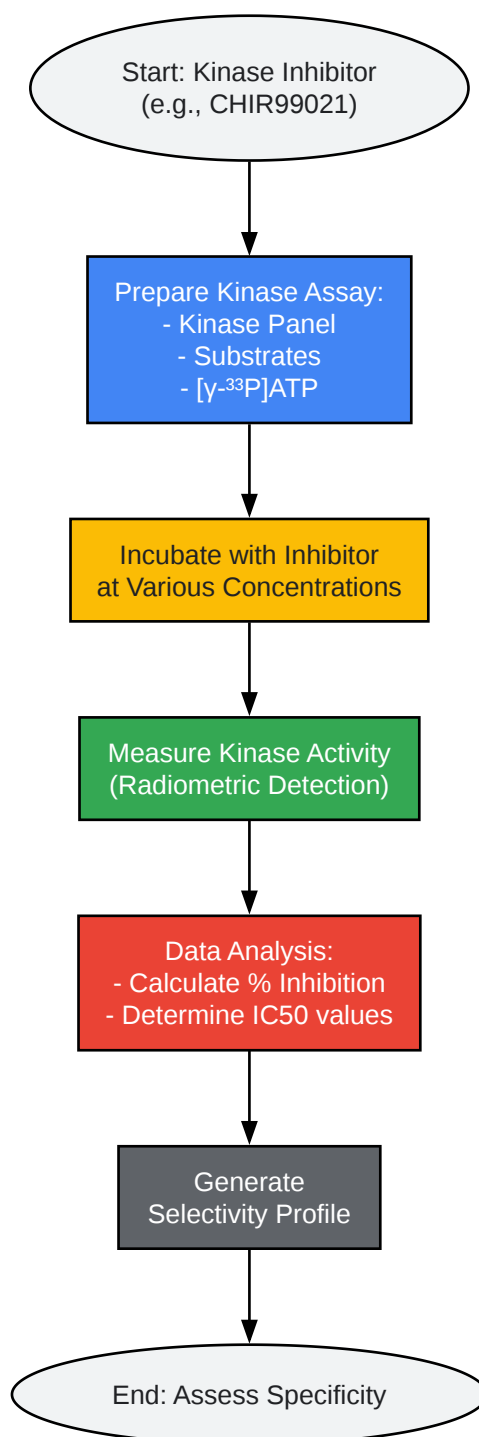 Start: Kinase Inhibitor
(e.g., CHIR99021)
Prepare Kinase Assay:
- Kinase Panel
- Substrates
- [γ-³³P]ATP
Incubate with Inhibitor
at Various Concentrations
Measure Kinase Activity
(Radiometric Detection)
Data Analysis:
- Calculate % Inhibition
- Determine IC50 values
Generate
Selectivity Profile
End: Assess Specificity